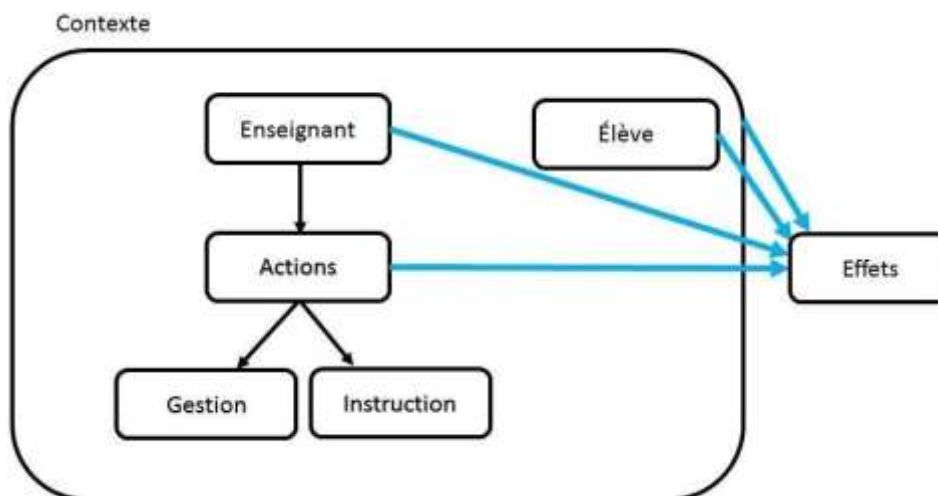 Contexte
Enseignant
Élève
Actions
Effets
Gestion
Instruction